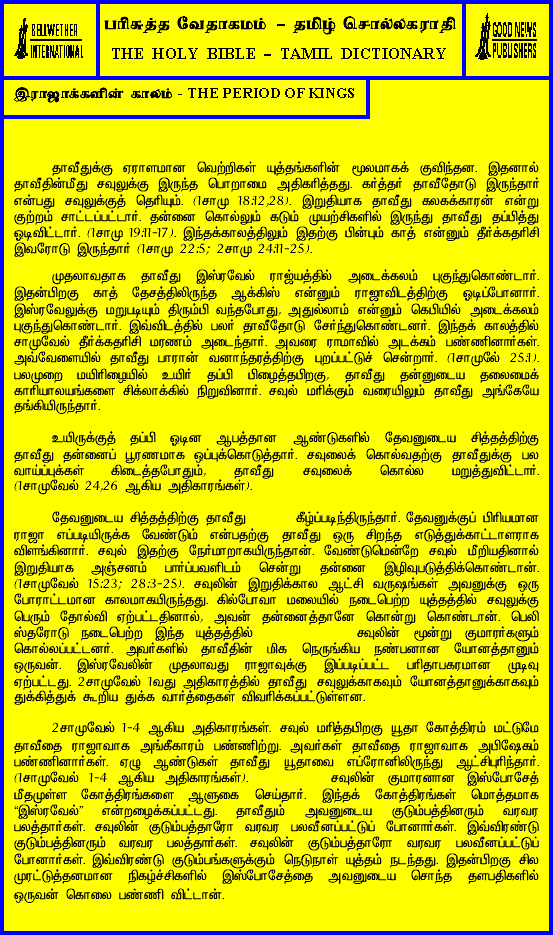 BELLWETHER
INTERNATIONAL
பரிசுத்த வேதாகமம் – தமிழ் சொல்லகராதி
THE HOLY BIBLE – TAMIL DICTIONARY
GOOD NEWS
PUBLISHERS
இராஜாக்களின் காலம் - THE PERIOD OF KINGS
தாவீதுக்கு ஏராளமான வெற்றிகள் யுத்தங்களின் மூலமாகக் குவிந்தன. இதனால்
தாவீதின்மீது சவுலுக்கு இருந்த பொறாமை அதிகரித்தது. கர்த்தர் தாவீதோடு இருந்தார்
என்பது சவுலுக்குத் தெரியும். (1சாமு 18:12,28). இறுதியாக தாவீது கலகக்காரன் என்று
குற்றம் சாட்டப்பட்டார். தன்னை கொல்லும் கடும் முயற்சிகளில் இருந்து தாவீது தப்பித்து
ஓடிவிட்டார். (1சாமு 19:11-17). இந்தக்காலத்திலும் இதற்கு பின்பும் காத் என்னும் தீர்க்கதரிசி
இவரோடு இருந்தார் (1சாமு 22:5; 2சாமு 24:11-25).
முதலாவதாக தாவீது இஸ்ரவேல் ராஜ்யத்தில் அடைக்கலம் புகுந்துகொண்டார்.
இதன்பிறகு காத் தேசத்திலிருந்த ஆக்கிஸ் என்னும் ராஜாவிடத்திற்கு ஓடிப்போனார்.
இஸ்ரவேலுக்கு மறுபடியும் திரும்பி வந்தபோது, அதுல்லாம் என்னும் கெபியில் அடைக்கலம்
புகுந்துகொண்டார். இவ்விடத்தில் பலர் தாவீதோடு சேர்ந்துகொண்டனர். இந்தக் காலத்தில்
சாமுவேல் தீர்க்கதரிசி மரணம் அடைந்தார். அவரை ராமாவில் அடக்கம் பண்ணினார்கள்.
அவ்வேளையில் தாவீது பாரான் வனாந்தரத்திற்கு புறப்பட்டுச் சென்றார். (1சாமுலே் 25:1).
பலமுறை மயிரிழையில் உயிர் தப்பி பிழைத்தபிறகு, தாவீது தன்னுடைய தலைமைக்
காரியாலயங்களை சிக்லாக்கில் நிறுவினார். சவுல் மரிக்கும் வரையிலும் தாவீது அங்கேயே
தங்கியிருந்தார்.
உயிருக்குத் தப்பி ஓடின ஆபத்தான ஆண்டுகளில் தேவனுடைய சித்தத்திற்கு
தாவீது தன்னைப் பூரணமாக ஒப்புக்கொடுத்தார். சவுலைக் கொல்வதற்கு தாவீதுக்கு பல
வாய்ப்புக்கள் கிடைத்தபோதும், தாவீது சவுலைக் கொல்ல மறுத்துவிட்டார்.
(1சாமுவேல் 24,26 ஆகிய அதிகாரங்கள்).
தேவனுடைய சித்தத்திற்கு தாவீது கீழ்ப்படிந்திருந்தார். தேவனுக்குப் பிரியமான
ராஜா எப்படியிருக்க வேண்டும் என்பதற்கு தாவீது ஒரு சிறந்த எடுத்துக்காட்டாளராக
விளங்கினார். சவுல் இதற்கு நேர்மாறாகயிருந்தான். வேண்டுமென்றே சவுல் மீறியதினால்
இறுதியாக அஞ்சனம் பார்ப்பவளிடம் சென்று தன்னை இழிவுபடுத்திக்கொண்டான்.
(1சாமுவேல் 15:23; 28:3-25). சவுலின் இறுதிக்கால ஆட்சி வருஷங்கள் அவனுக்கு ஒரு
போராட்டமான காலமாகயிருந்தது. கில்போவா மலையில் நடைபெற்ற யுத்தத்தில் சவுலுக்கு
பெரும் தோல்வி ஏற்பட்டதினால், அவன் தன்னைத்தானே கொன்று கொண்டான். பெலி
ஸ்தரோடு நடைபெற்ற இந்த யுத்தத்தில் சவுலின் மூன்று குமாரர்களும்
கொல்லப்பட்டனர். அவர்களில் தாவீதின் மிக நெருங்கிய நண்பனான யோனத்தானும்
ஒருவன். இஸ்ரவேலின் முதலாவது ராஜாவுக்கு இப்படிப்பட்ட பரிதாபகரமான முடிவு
ஏற்பட்டது. 2சாமுவேல் 1வது அதிகாரத்தில் தாவீது சவுலுக்காகவும் யோனத்தானுக்காகவும்
துக்கித்துக் கூறிய துக்க வார்த்தைகள் விவரிக்கப்பட்டுள்ளன.
2சாமுவேல் 1-4 ஆகிய அதிகாரங்கள். சவுல் மரித்தபிறகு யூதா கோத்திரம் மட்டுமே
தாவீதை ராஜாவாக அங்கீகாரம் பண்ணிற்று. அவர்கள் தாவீதை ராஜாவாக அபிஷேகம்
பண்ணினார்கள். ஏழு ஆண்டுகள் தாவீது யூதாவை எப்ரோனிலிருந்து ஆட்சிபுரிந்தார்.
(1சாமுவேல் 1-4 ஆகிய அதிகாரங்கள்). சவுலின் குமாரனான இஸ்போசேத்
மீதமுள்ள கோத்திரங்களை ஆளுகை செய்தார். இந்தக் கோத்திரங்கள் மொத்தமாக
“இஸ்ரவேல்” என்றழைக்கப்பட்டது. தாவீதும் அவனுடைய குடும்பத்தினரும் வரவர
பலத்தார்கள். சவுலின் குடும்பத்தாரோ வரவர பலவீனப்பட்டுப் போனார்கள். இவ்விரண்டு
குடும்பத்தினரும் வரவர பலத்தார்கள். சவுலின் குடும்பத்தாரோ வரவர பலவீனப்பட்டுப்
போனார்கள். இவ்விரண்டு குடும்பங்களுக்கும் நெடுநாள் யுத்தம் நடந்தது. இதன்பிறகு சில
முரட்டுத்தனமான நிகழ்ச்சிகளில் இஸ்போசேத்தை அவனுடைய சொந்த தளபதிகளில்
ஒருவன் கொலை பண்ணி விட்டான்.